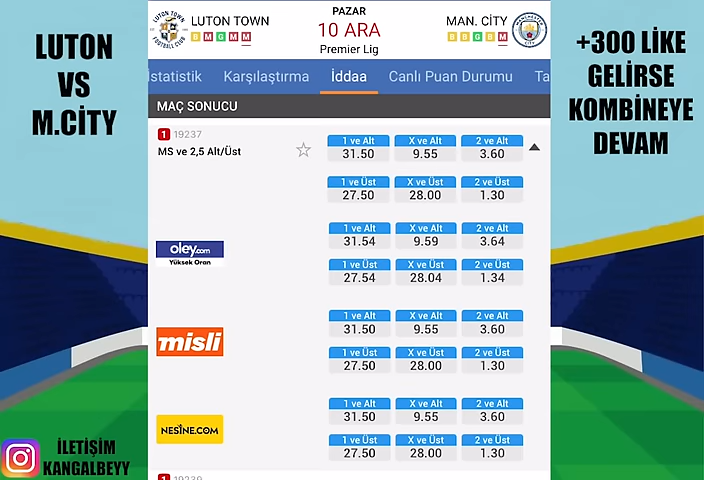 LUTON
VS
M.CİTY
LUTON TOWN
B M G M M
PAZAR
10 ARA
Premier Lig
MAN. CITY
B B G B M
+300 LİKE
GELİRSE
KOMBİNEYE
DEVAM
İstatistik Karşılaştırma İddaa Canlı Puan Durumu Ta
MAÇ SONUCU
1 19237
MS ve 2,5 Alt/Üst
1 ve Alt X ve Alt 2 ve Alt
31.50 9.55 3.60
1 ve Üst X ve Üst 2 ve Üst
27.50 28.00 1.30
oley.com
Yüksek Oran
1 ve Alt X ve Alt 2 ve Alt
31.54 9.59 3.64
1 ve Üst X ve Üst 2 ve Üst
27.54 28.04 1.34
misli
1 ve Alt X ve Alt 2 ve Alt
31.50 9.55 3.60
1 ve Üst X ve Üst 2 ve Üst
27.50 28.00 1.30
NESİNE.COM
1 ve Alt X ve Alt 2 ve Alt
31.50 9.55 3.60
1 ve Üst X ve Üst 2 ve Üst
27.50 28.00 1.30
İLETİŞİM
KANGALBEYY